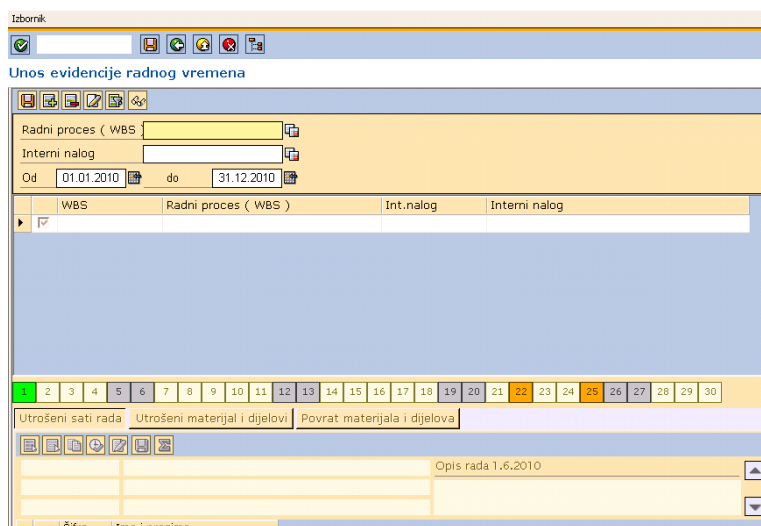 Izbornik
Unos evidencije radnog vremena
Radni proces ( WBS )
Interni nalog
Od 01.01.2010 do 31.12.2010
WBS Radni proces ( WBS ) Int.nalog Interni nalog
1 2 3 4 5 6 7 8 9 10 11 12 13 14 15 16 17 18 19 20 21 22 23 24 25 26 27 28 29 30
Utrošeni sati rada Utrošeni materijal i dijelovi Povrat materijala i dijelova
Opis rada 1.6.2010
Šifra Ime i prezime